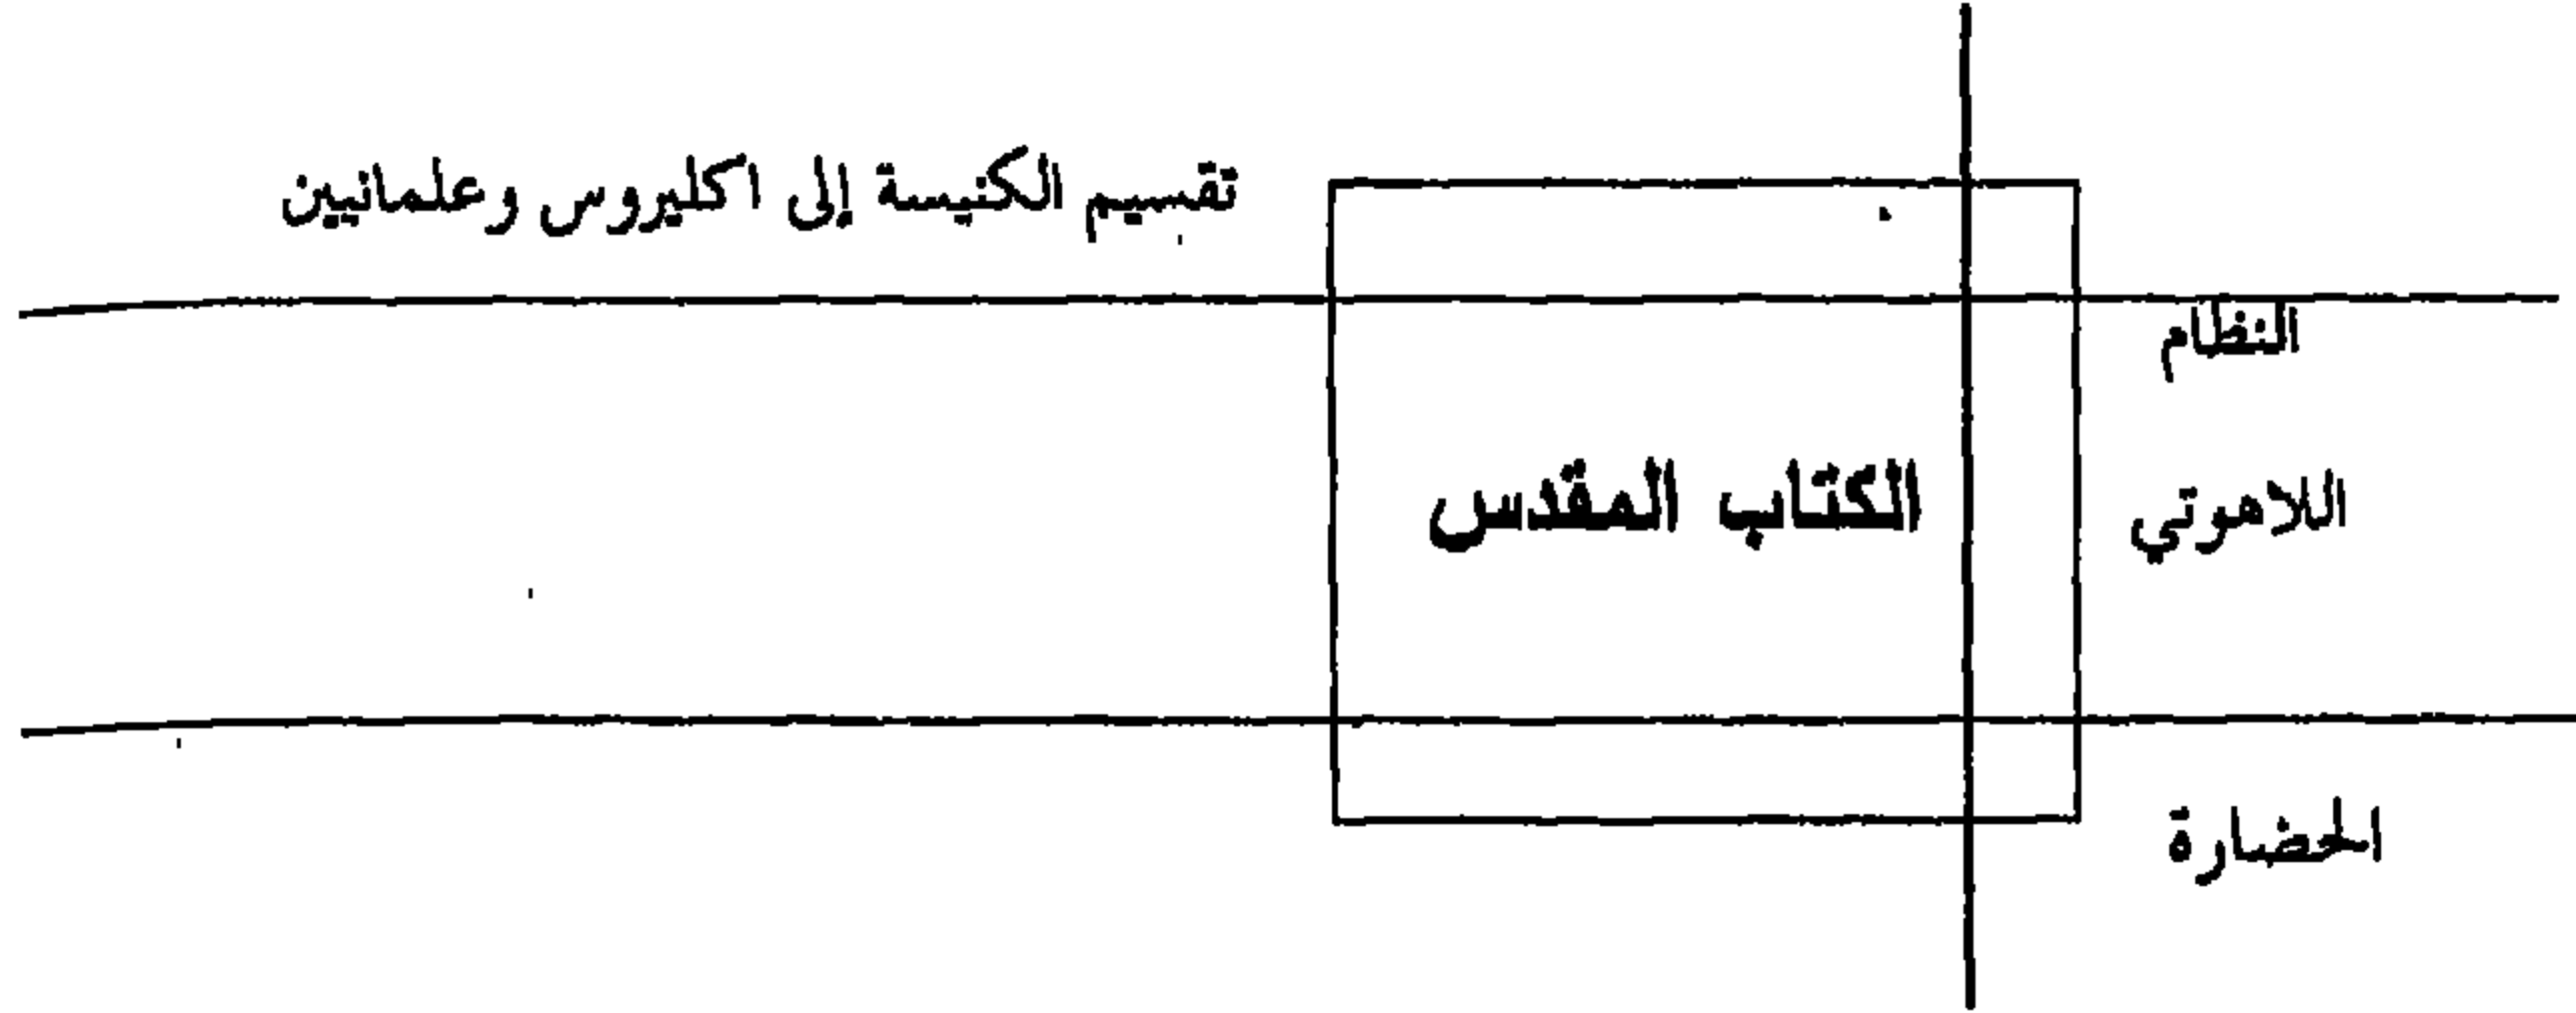 تقسيم الكنيسة إلى اكليروس وعلمانيين
النظام
الكتاب المقدس
اللاهوتي
الحضارة